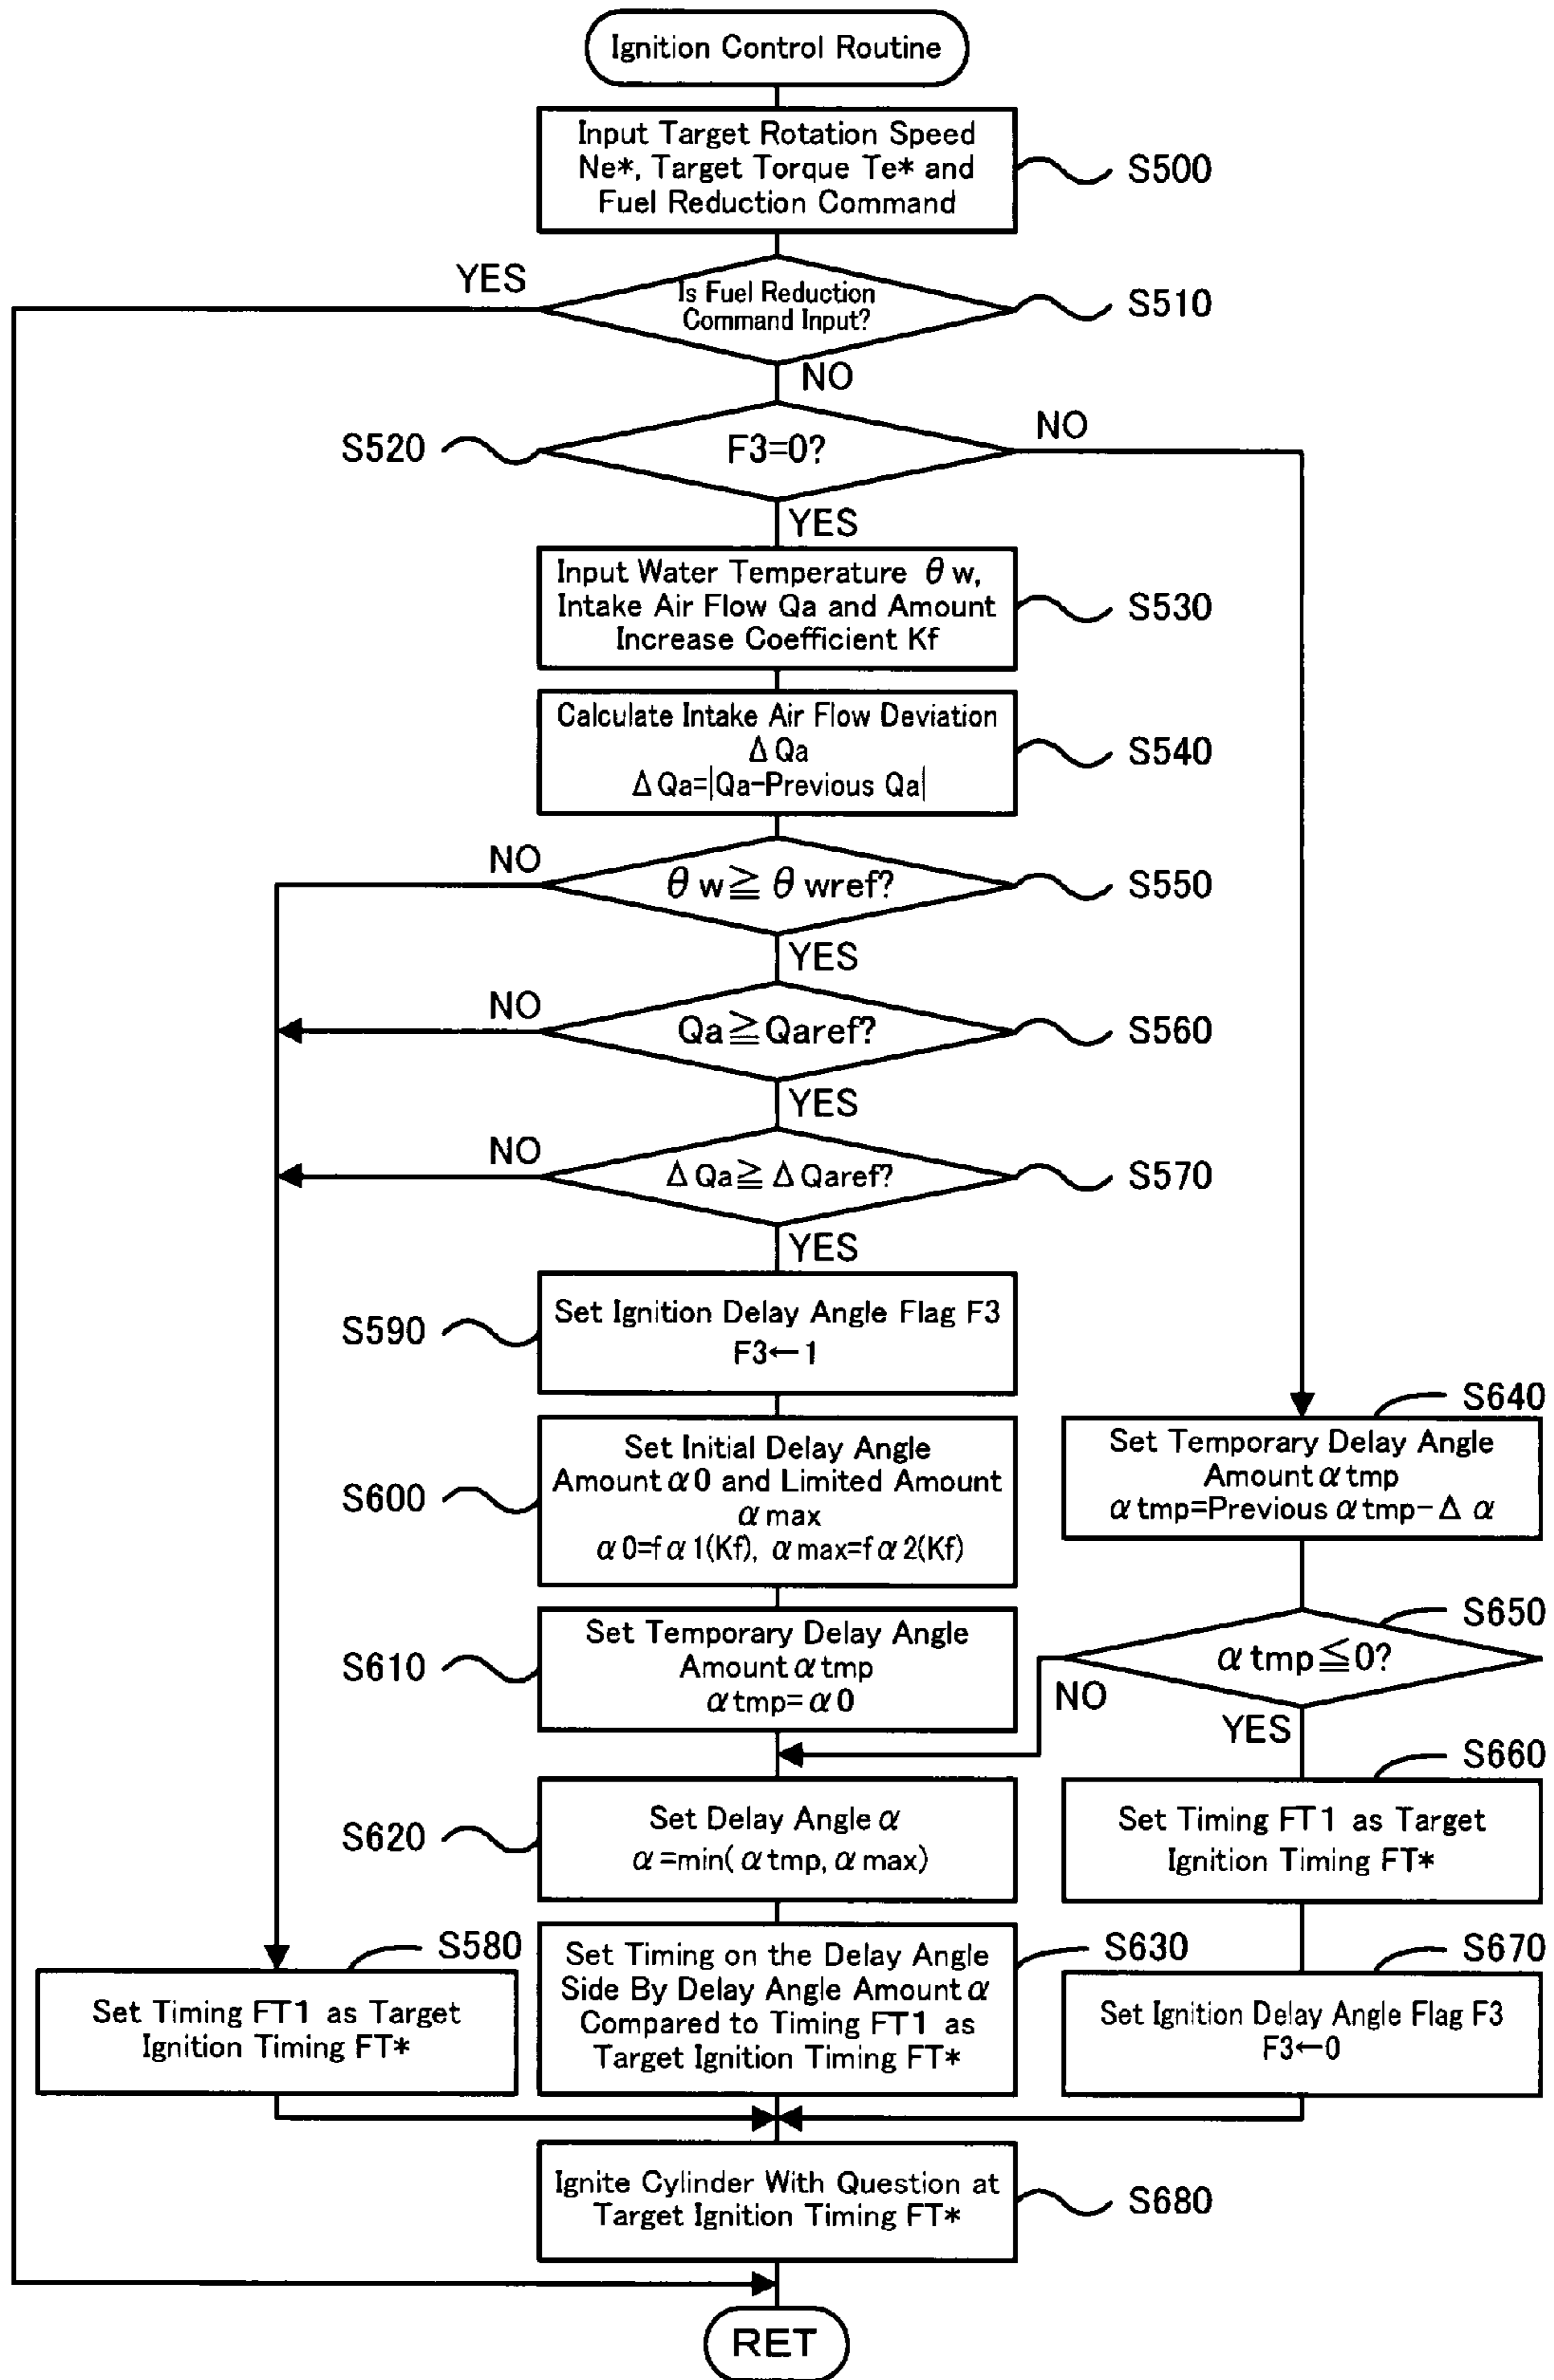 Ignition Control Routine
Input Target Rotation Speed
Ne*, Target Torque Te* and
Fuel Reduction Command
S500
YES
Is Fuel Reduction
Command Input?
S510
NO
S520
F3=0?
NO
YES
Input Water Temperature θw,
Intake Air Flow Qa and Amount
Increase Coefficient Kf
S530
Calculate Intake Air Flow Deviation
ΔQa
ΔQa=|Qa-Previous Qa|
S540
NO
θw≧θwref?
S550
YES
NO
Qa≧Qaref?
S560
YES
NO
ΔQa≧ΔQaref?
S570
YES
S590
Set Ignition Delay Angle Flag F3
F3←1
S600
Set Initial Delay Angle
Amount α0 and Limited Amount
αmax
α0=fα1(Kf), αmax=fα2(Kf)
S640
Set Temporary Delay Angle
Amount αtmp
αtmp=Previous αtmp-Δα
S610
Set Temporary Delay Angle
Amount αtmp
αtmp=α0
S650
αtmp≦0?
NO
YES
S620
Set Delay Angle α
α=min(αtmp, αmax)
S660
Set Timing FT1 as Target
Ignition Timing FT*
S580
Set Timing FT1 as Target
Ignition Timing FT*
S630
Set Timing on the Delay Angle
Side By Delay Angle Amount α
Compared to Timing FT1 as
Target Ignition Timing FT*
S670
Set Ignition Delay Angle Flag F3
F3←0
Ignite Cylinder With Question at
Target Ignition Timing FT*
S680
RET